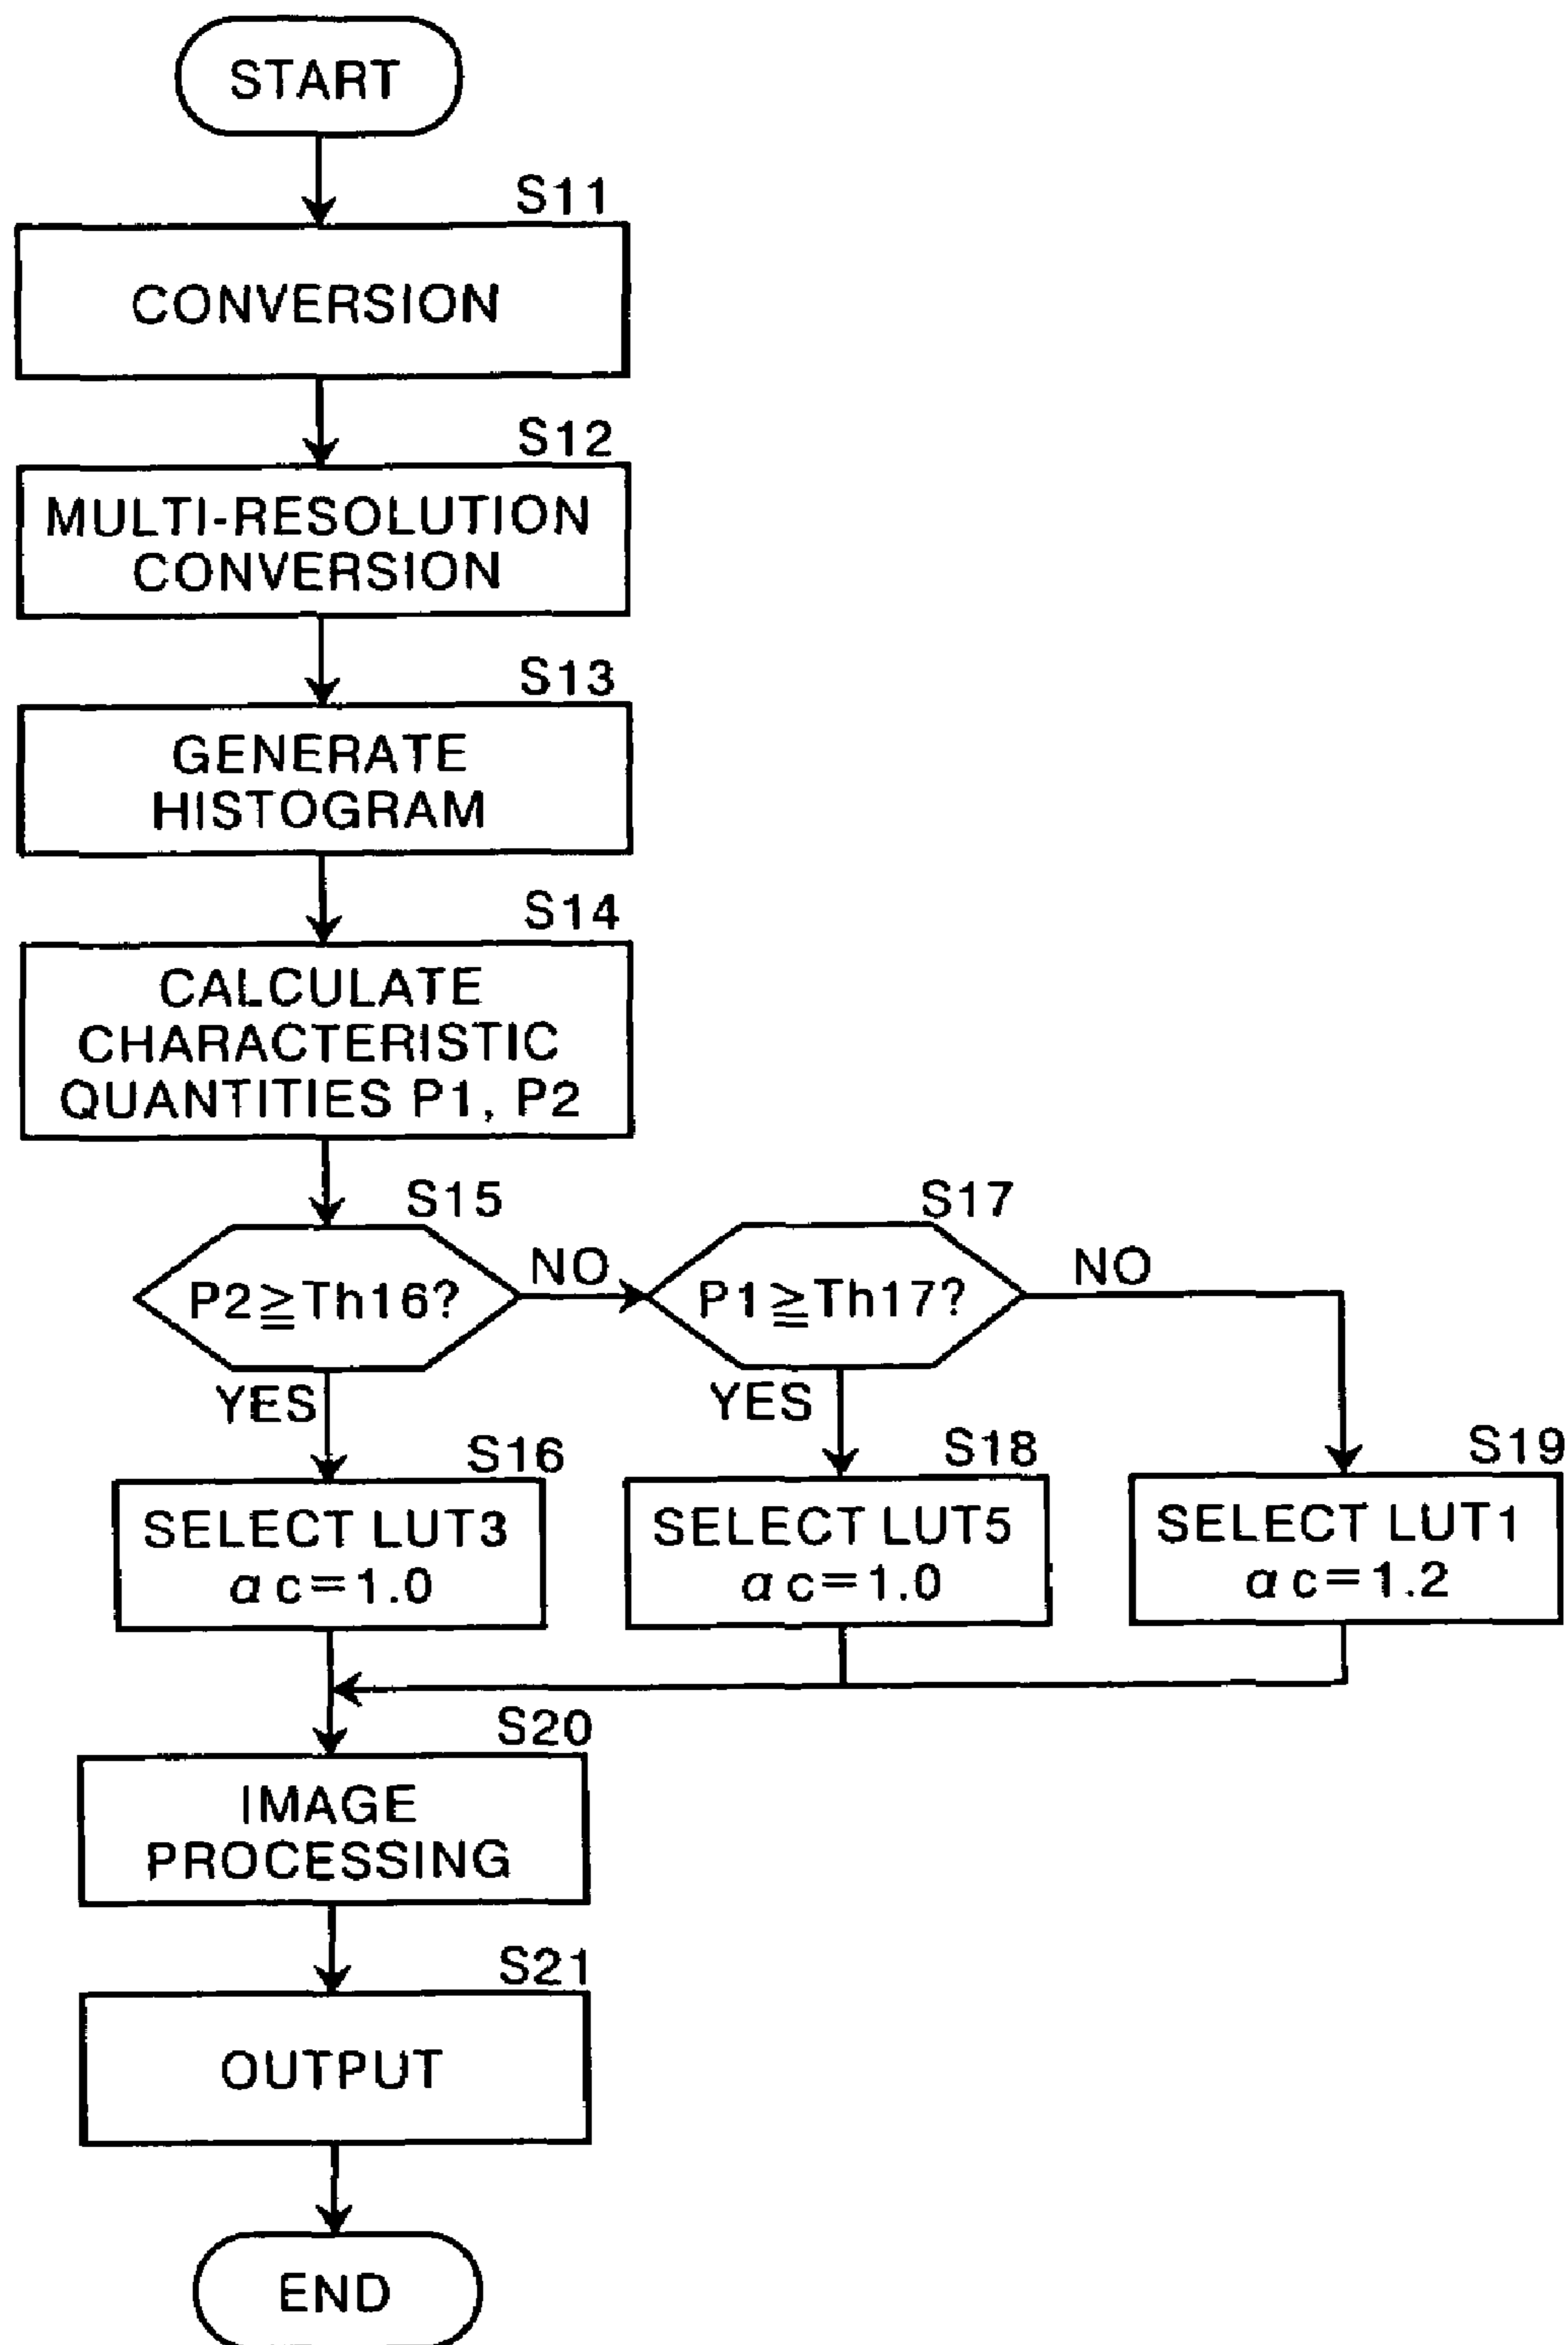 START
S11
CONVERSION
S12
MULTI-RESOLUTION
CONVERSION
S13
GENERATE
HISTOGRAM
S14
CALCULATE
CHARACTERISTIC
QUANTITIES P1, P2
S15
P2≧Th16?
NO
S17
P1≧Th17?
NO
YES
YES
S16
SELECT LUT3
αc=1.0
S18
SELECT LUT5
αc=1.0
S19
SELECT LUT1
αc=1.2
S20
IMAGE
PROCESSING
S21
OUTPUT
END